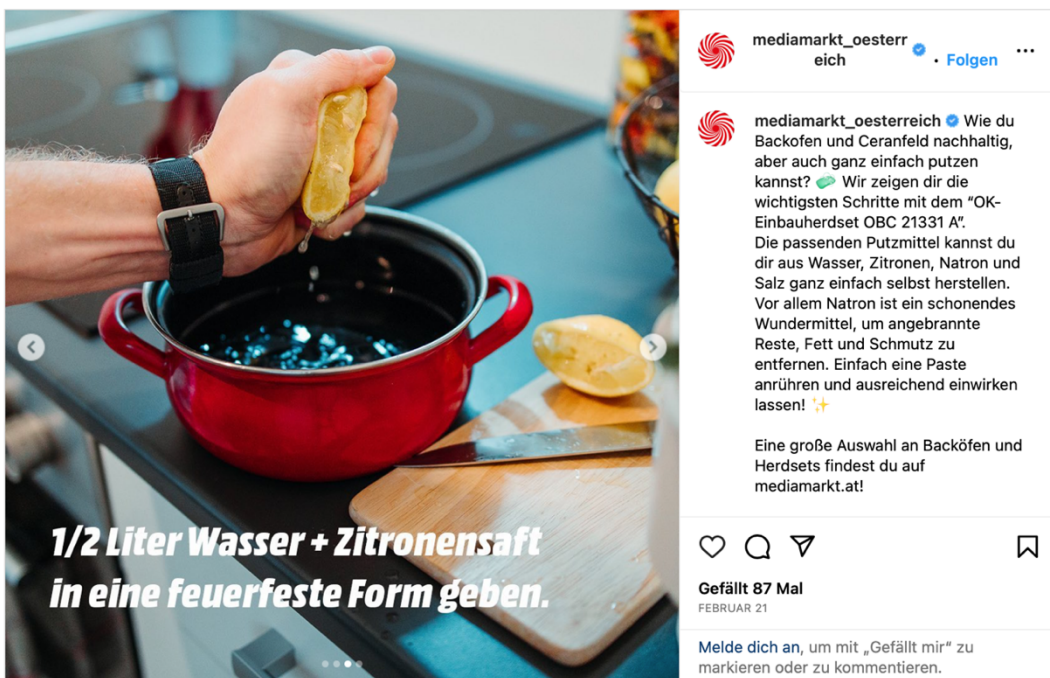 1/2 Liter Wasser + Zitronensaft
in eine feuerfeste Form geben.
mediamarkt_oesterr
eich
• Folgen
mediamarkt_oesterreich Wie du
Backofen und Ceranfeld nachhaltig,
aber auch ganz einfach putzen
kannst? 🧼 Wir zeigen dir die
wichtigsten Schritte mit dem “OK-
Einbauherdset OBC 21331 A”.
Die passenden Putzmittel kannst du
dir aus Wasser, Zitronen, Natron und
Salz ganz einfach selbst herstellen.
Vor allem Natron ist ein schonendes
Wundermittel, um angebrannte
Reste, Fett und Schmutz zu
entfernen. Einfach eine Paste
anrühren und ausreichend einwirken
lassen! ✨
Eine große Auswahl an Backöfen und
Herdsets findest du auf
mediamarkt.at!
Gefällt 87 Mal
FEBRUAR 21
Melde dich an, um mit „Gefällt mir“ zu
markieren oder zu kommentieren.